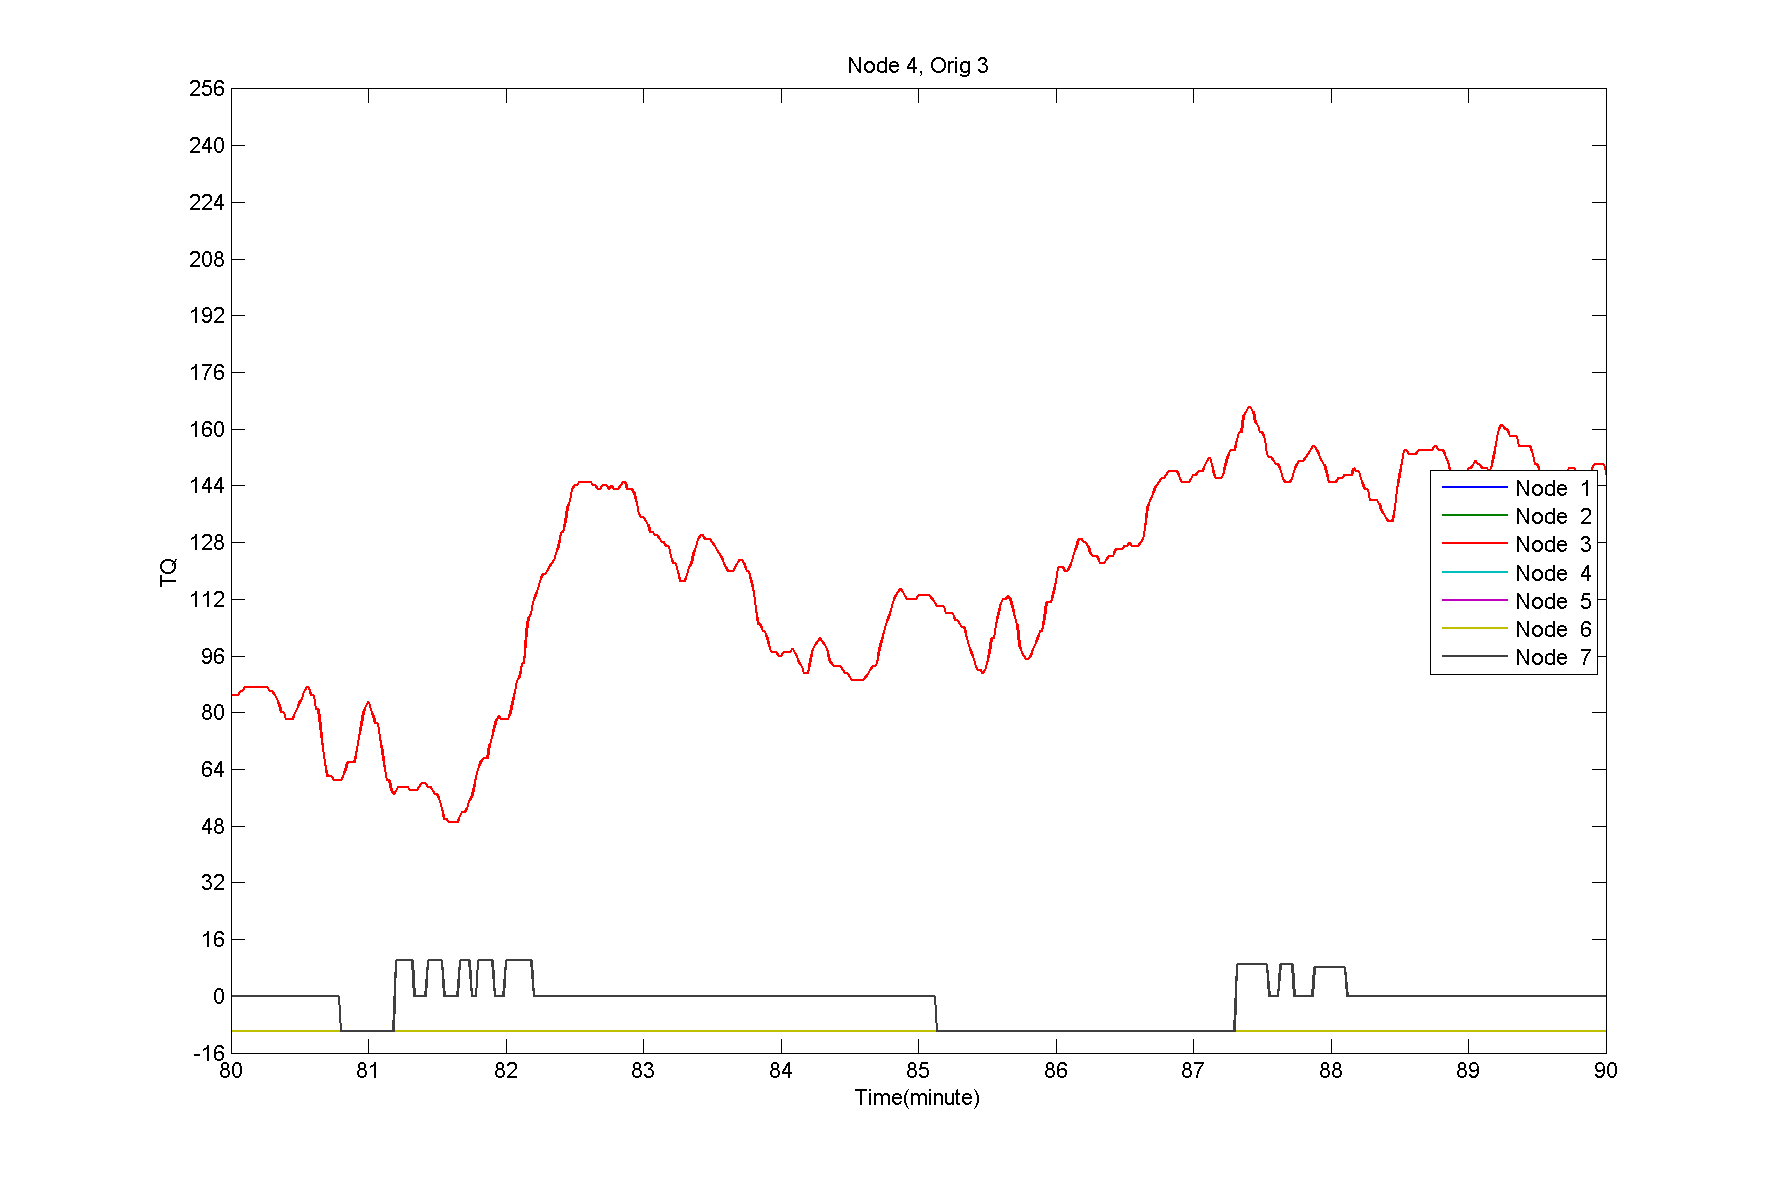 Node 4, Orig 3
256
240
224
208
192
176
160
144
128
112
96
80
64
48
32
16
0
-16
TQ
Node 1
Node 2
Node 3
Node 4
Node 5
Node 6
Node 7
80 81 82 83 84 85 86 87 88 89 90
Time(minute)